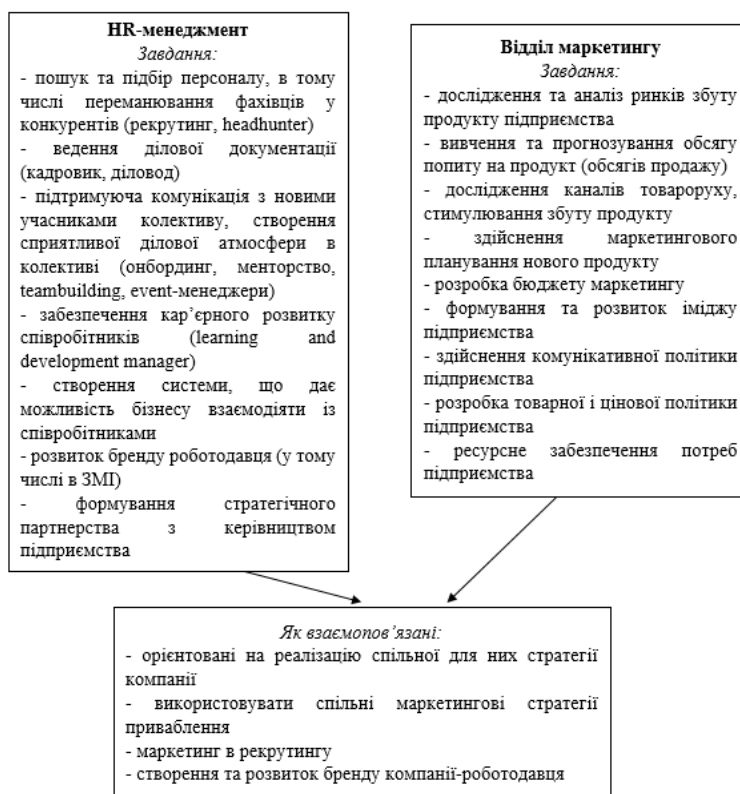 HR-менеджмент
Завдання:
- пошук та підбір персоналу, в тому
числі переманювання фахівців у
конкурентів (рекрутинг, headhunter)
- ведення ділової документації
(кадровик, діловод)
- підтримуюча комунікація з новими
учасниками колективу, створення
сприятливої ділової атмосфери в
колективі (онбординг, менторство,
teambuilding, event-менеджери)
- забезпечення кар’єрного розвитку
співробітників (learning and
development manager)
- створення системи, що дає
можливість бізнесу взаємодіяти із
співробітниками
- розвиток бренду роботодавця (у тому
числі в ЗМІ)
- формування стратегічного
партнерства з керівництвом
підприємства
Відділ маркетингу
Завдання:
- дослідження та аналіз ринків збуту
продукту підприємства
- вивчення та прогнозування обсягу
попиту на продукт (обсягів продажу)
- дослідження каналів товароруху,
стимулювання збуту продукту
- здійснення маркетингового
планування нового продукту
- розробка бюджету маркетингу
- формування та розвиток іміджу
підприємства
- здійснення комунікативної політики
підприємства
- розробка товарної і цінової політики
підприємства
- ресурсне забезпечення потреб
підприємства
Як взаємопов’язані:
- орієнтовані на реалізацію спільної для них стратегії
компанії
- використовувати спільні маркетингові стратегії
приваблення
- маркетинг в рекрутингу
- створення та розвиток бренду компанії-роботодавця